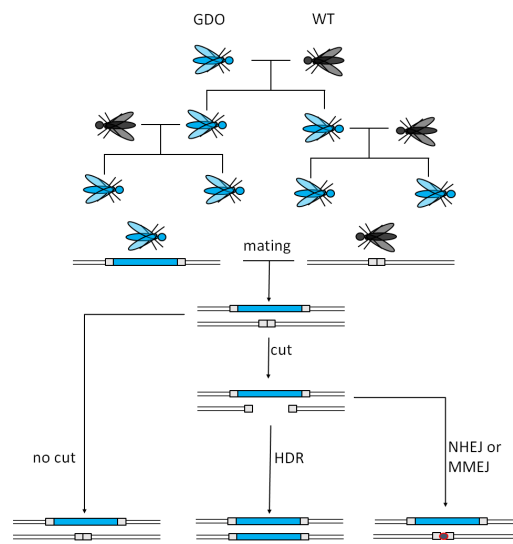 GDO WT
mating
cut
no cut
HDR
NHEJ or
MMEJ